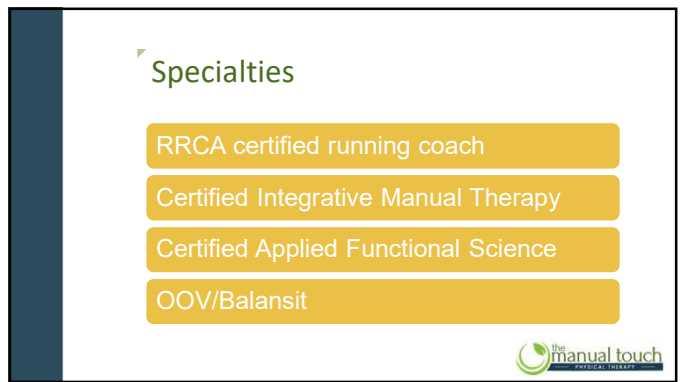 Specialties
RRCA certified running coach
Certified Integrative Manual Therapy
Certified Applied Functional Science
OOV/Balansit
the
manual touch
PHYSICAL THERAPY